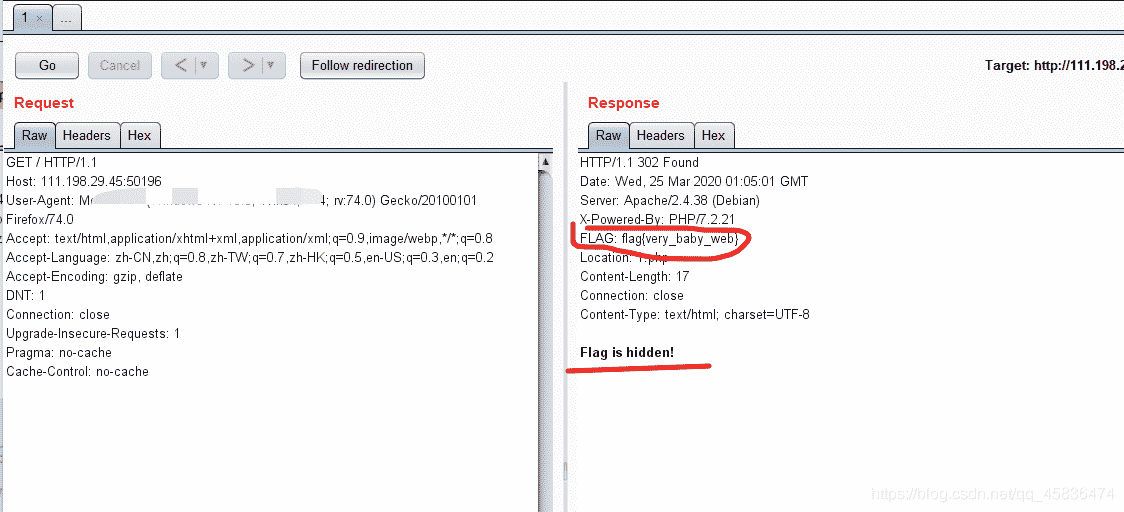 1 × ...
Go Cancel < > Follow redirection Target: http://111.198.2
Request
Raw Headers Hex
GET / HTTP/1.1
Host: 111.198.29.45:50196
User-Agent: 4; rv:74.0) Gecko/20100101
Firefox/74.0
Accept: text/html,application/xhtml+xml,application/xml;q=0.9,image/webp,*/*;q=0.8
Accept-Language: zh-CN,zh;q=0.8,zh-TW;q=0.7,zh-HK;q=0.5,en-US;q=0.3,en;q=0.2
Accept-Encoding: gzip, deflate
DNT: 1
Connection: close
Upgrade-Insecure-Requests: 1
Pragma: no-cache
Cache-Control: no-cache
Response
Raw Headers Hex
HTTP/1.1 302 Found
Date: Wed, 25 Mar 2020 01:05:01 GMT
Server: Apache/2.4.38 (Debian)
X-Powered-By: PHP/7.2.21
FLAG: flag{very_baby_web}
Location: 1.php
Content-Length: 17
Connection: close
Content-Type: text/html; charset=UTF-8
Flag is hidden!
https://blog.csdn.net/qq_45836474